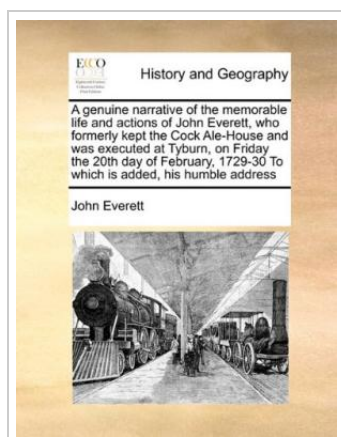 ECCO
History and Geography
A genuine narrative of the memorable
life and actions of John Everett, who
formerly kept the Cock Ale-House and
was executed at Tyburn, on Friday
the 20th day of February, 1729-30 To
which is added, his humble address
John Everett